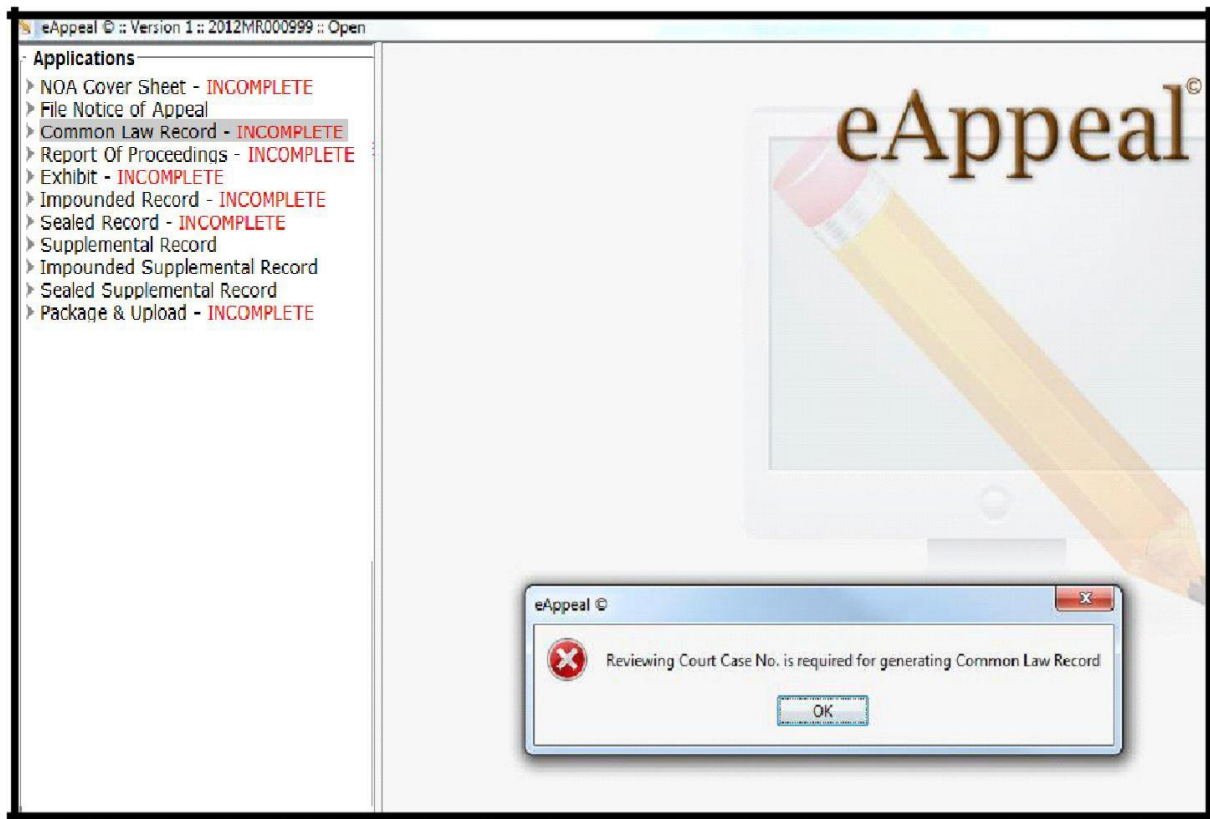 eAppeal © :: Version 1 :: 2012MR000999 :: Open
Applications
NOA Cover Sheet - INCOMPLETE
File Notice of Appeal
Common Law Record - INCOMPLETE
Report Of Proceedings - INCOMPLETE
Exhibit - INCOMPLETE
Impounded Record - INCOMPLETE
Sealed Record - INCOMPLETE
Supplemental Record
Impounded Supplemental Record
Sealed Supplemental Record
Package & Upload - INCOMPLETE
eAppeal©
eAppeal ©
Reviewing Court Case No. is required for generating Common Law Record
OK